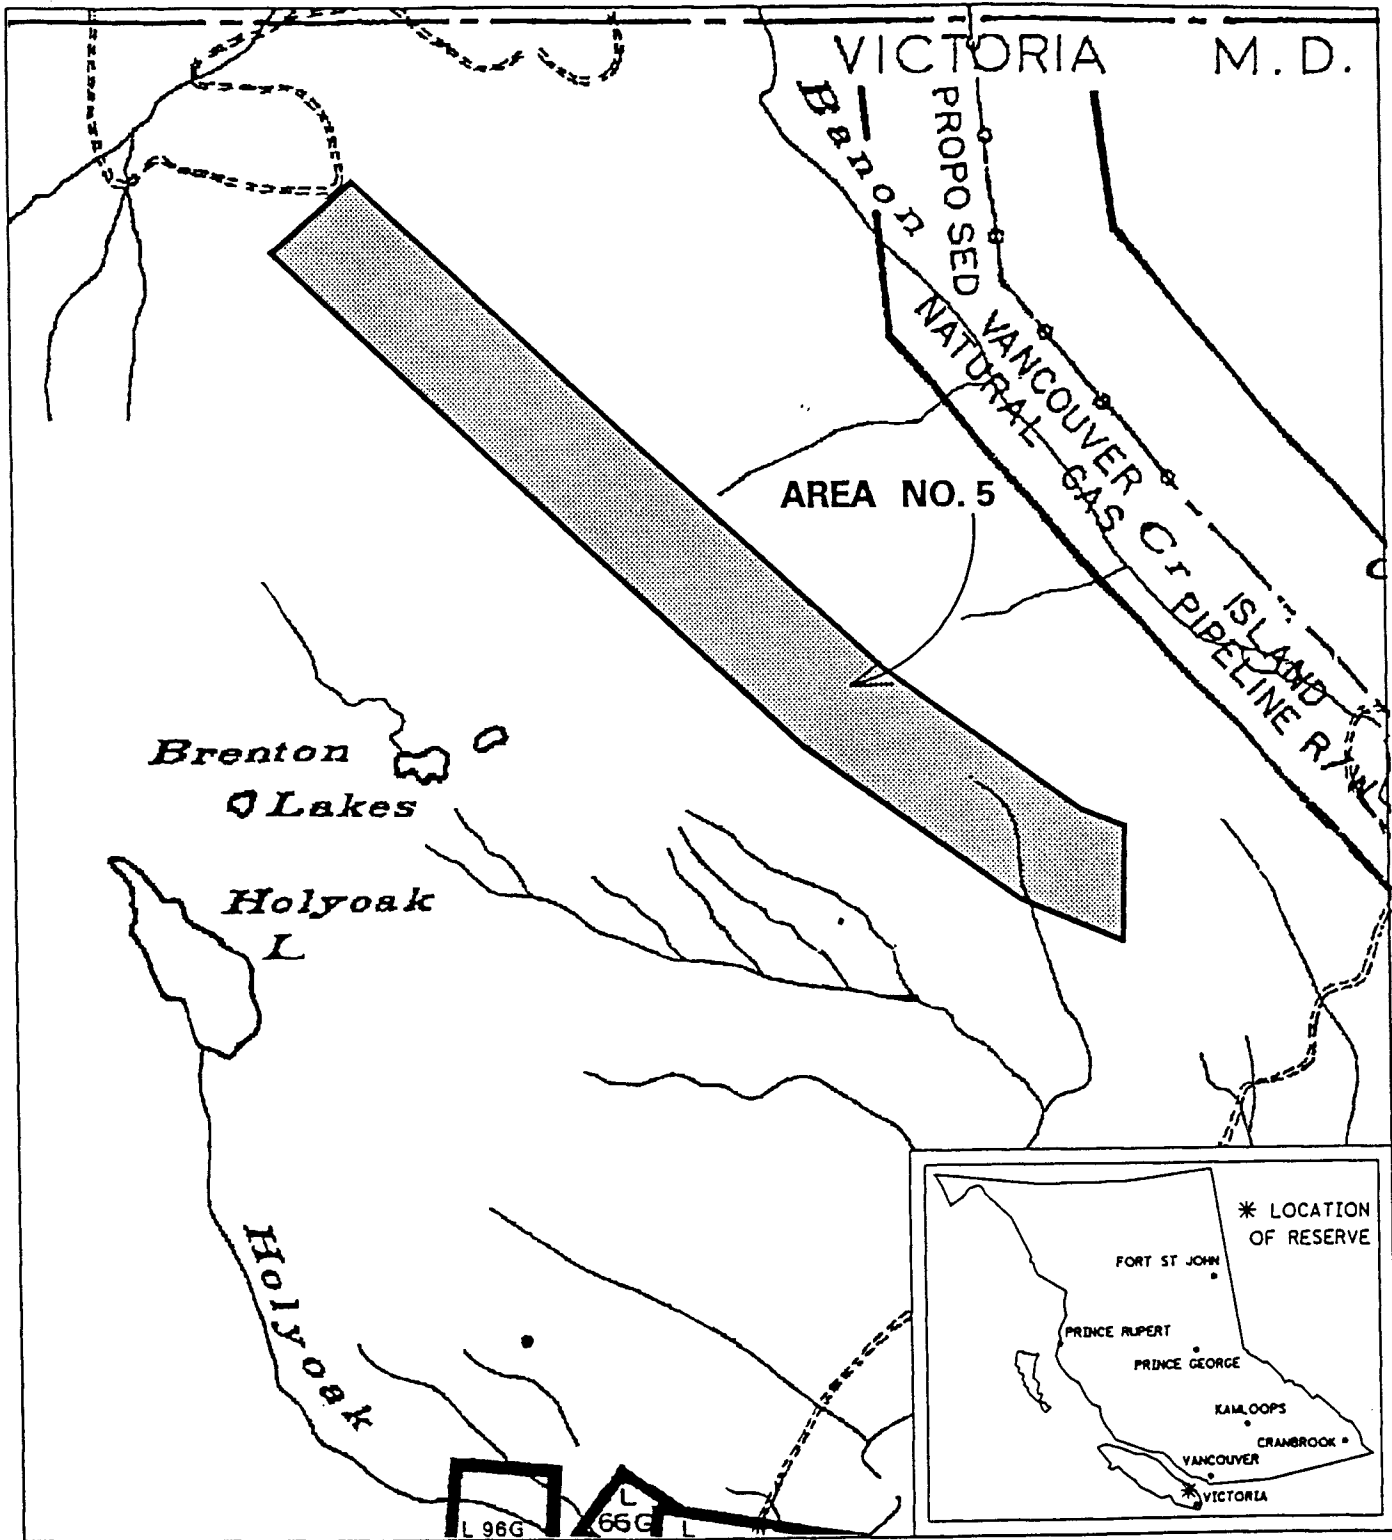 VICTORIA M.D.
Banon
PROPOSED VANCOUVER ISLAND
NATURAL GAS PIPELINE R/W
Cr
AREA NO. 5
Brenton
Lakes
Holyoak
L
Holyoak
L 96G
L
66G
L
* LOCATION
OF RESERVE
FORT ST JOHN
PRINCE RUPERT
PRINCE GEORGE
KAMLOOPS
CRANBROOK
VANCOUVER
VICTORIA